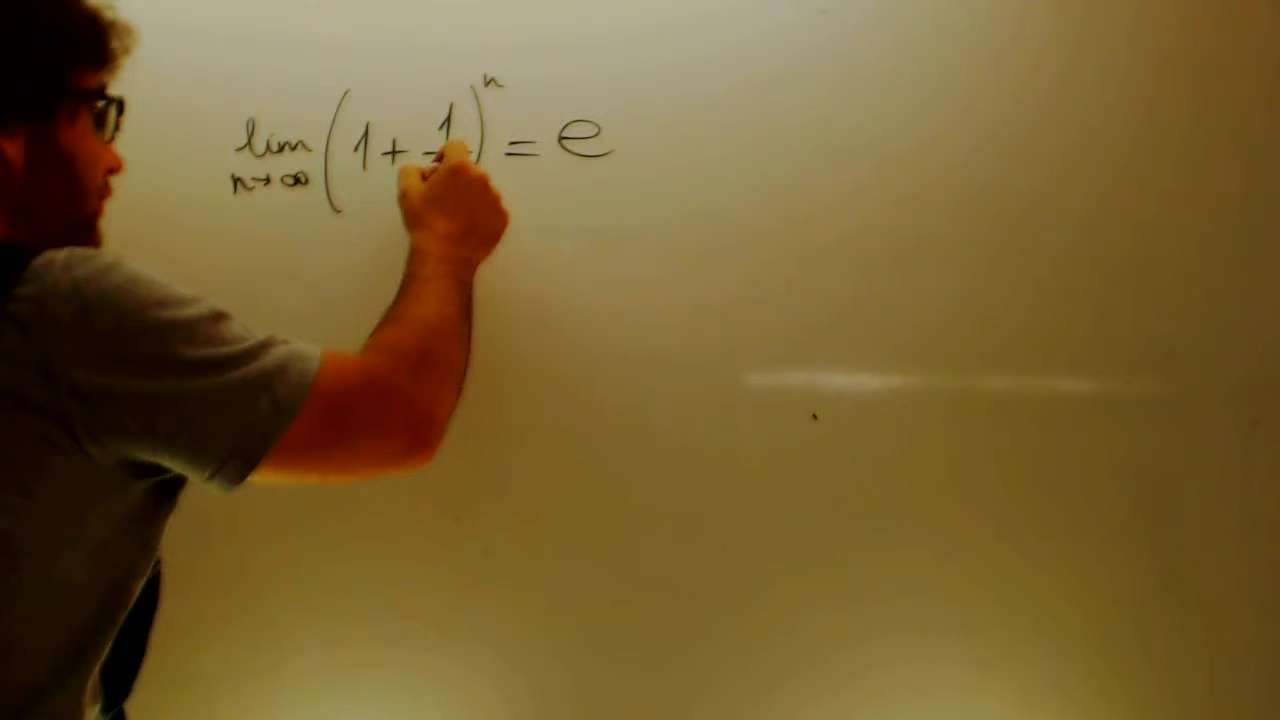 lim (1 + 1/ )ⁿ = e
n→∞